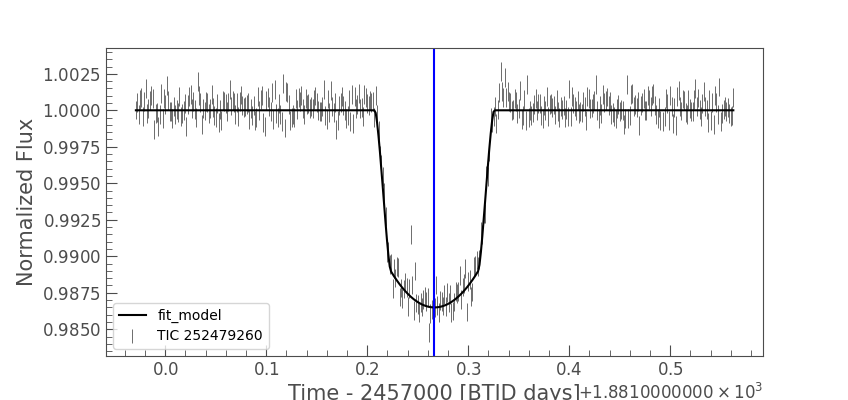 1.0025
1.0000
0.9975
0.9950
0.9925
0.9900
0.9875
0.9850
Normalized Flux
fit_model
TIC 252479260
0.0 0.1 0.2 0.3 0.4 0.5
Time - 2457000 [BTJD days]
+1.8810000000 × 10³